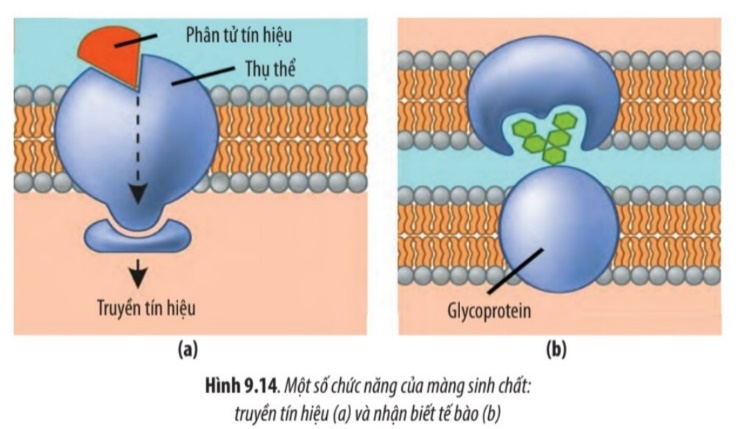 Phân tử tín hiệu
Thụ thể
Truyền tín hiệu
(a)
Glycoprotein
(b)
Hình 9.14. Một số chức năng của màng sinh chất:
truyền tín hiệu (a) và nhận biết tế bào (b)